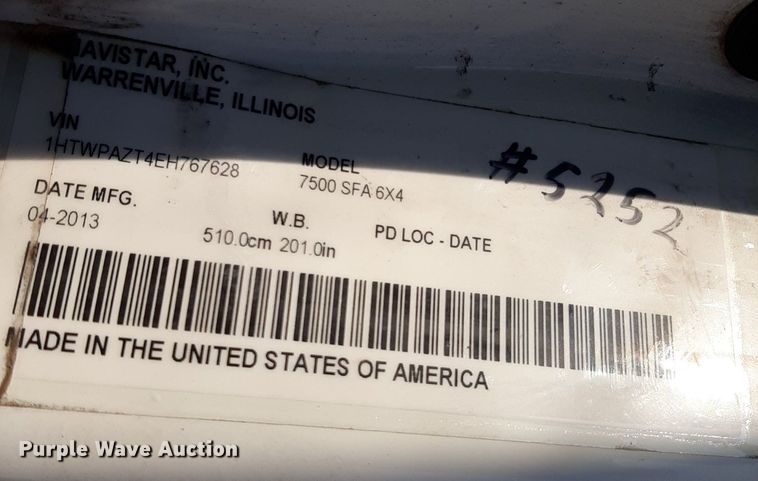 NAVISTAR, INC.
WARRENVILLE, ILLINOIS
VIN
1HTWPAZT4EH767628
MODEL
7500 SFA 6X4
#5252
DATE MFG.
04-2013
W.B.
510.0cm 201.0in
PD LOC - DATE
MADE IN THE UNITED STATES OF AMERICA
Purple Wave Auction